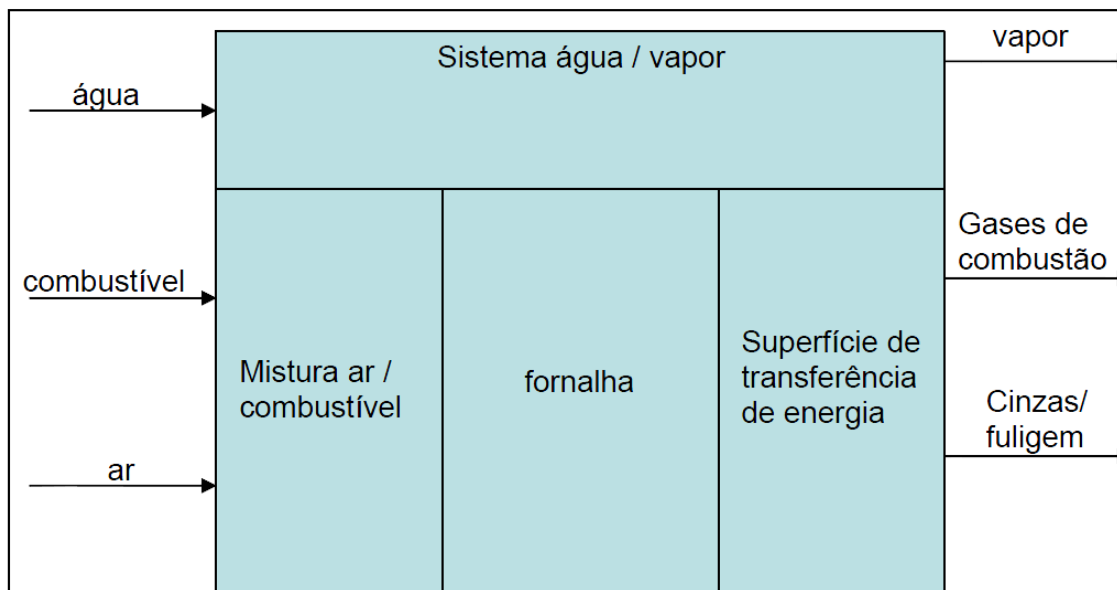 Sistema água / vapor
vapor
água
Gases de
combustão
combustível
Mistura ar /
combustível
fornalha
Superfície de
transferência
de energia
Cinzas/
fuligem
ar